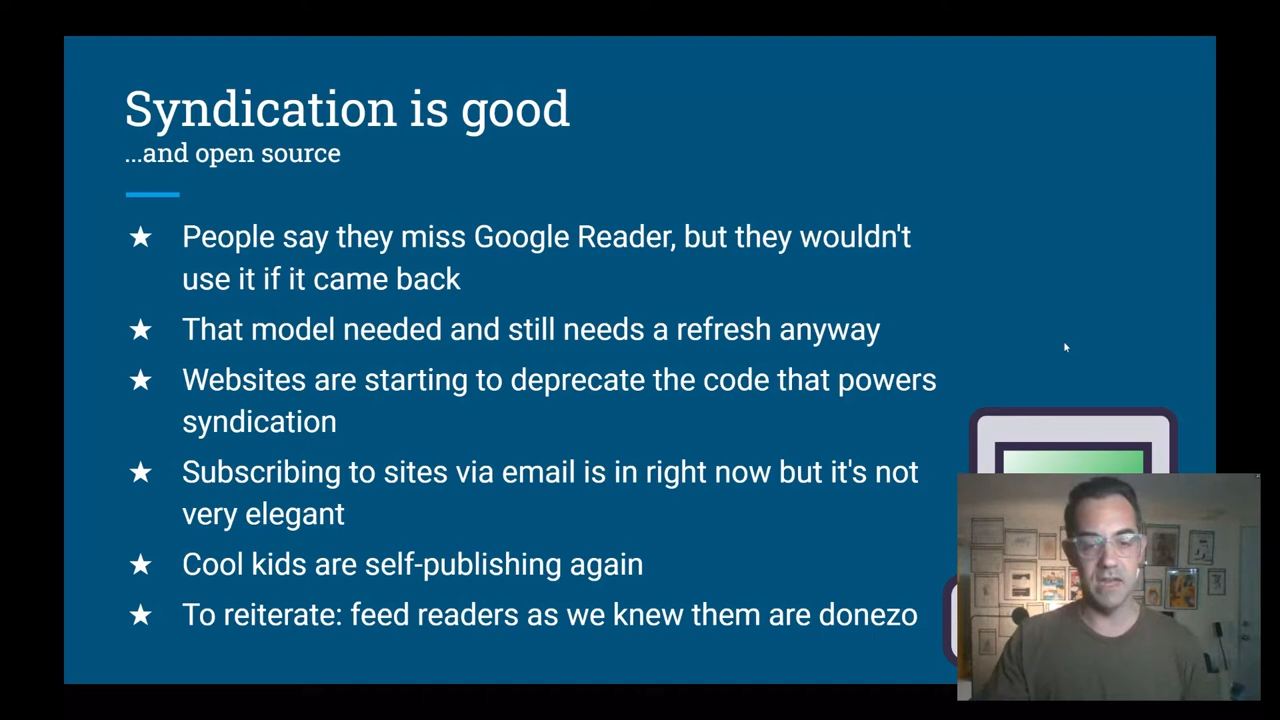 Syndication is good
...and open source
★ People say they miss Google Reader, but they wouldn't
use it if it came back
★ That model needed and still needs a refresh anyway
★ Websites are starting to deprecate the code that powers
syndication
★ Subscribing to sites via email is in right now but it's not
very elegant
★ Cool kids are self-publishing again
★ To reiterate: feed readers as we knew them are donezo